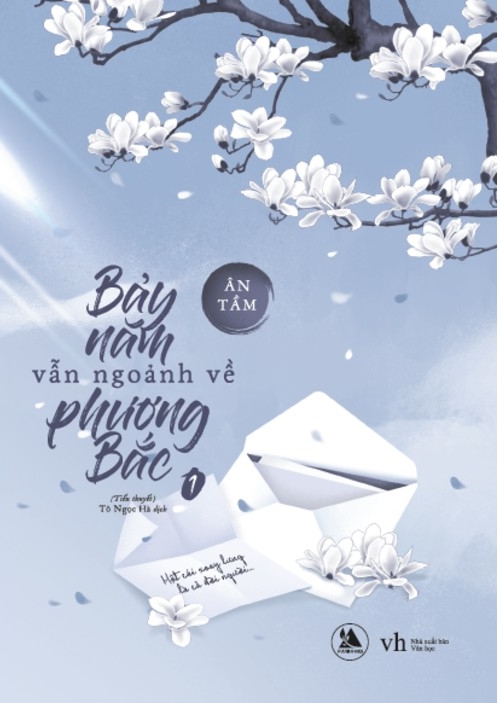 ÂN
TẦM
Bảy
năm
vẫn ngoảnh về
phương
Bắc
1
(Tiểu thuyết)
Tô Ngọc Hà dịch
Một cái xoay lưng
là cả đời người...
vh
Nhà xuất bản
Văn học